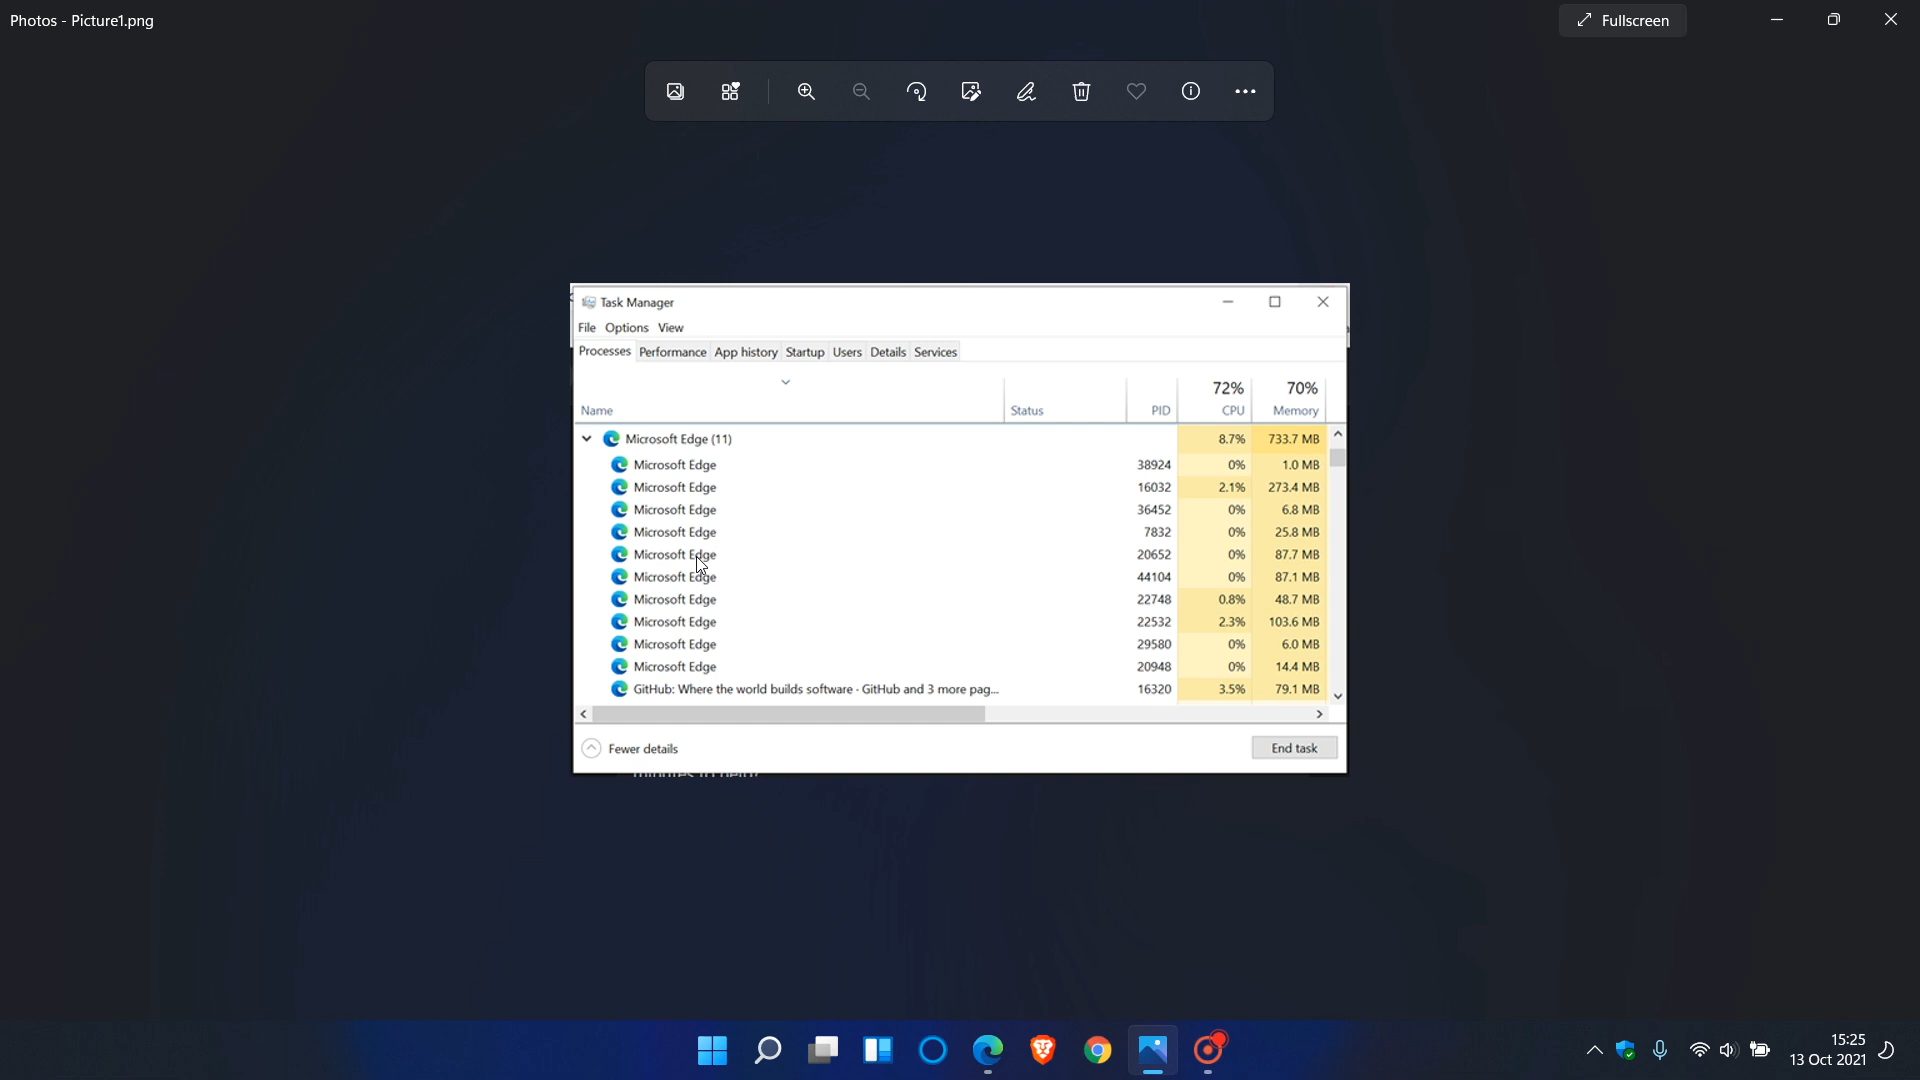 Photos - Picture1.png
Fullscreen
Task Manager
File Options View
Processes Performance App history Startup Users Details Services
72% 70%
Name Status PID CPU Memory
Microsoft Edge (11) 8.7% 733.7 MB
Microsoft Edge 38924 0% 1.0 MB
Microsoft Edge 16032 2.1% 273.4 MB
Microsoft Edge 36452 0% 6.8 MB
Microsoft Edge 7832 0% 25.8 MB
Microsoft Edge 20652 0% 87.7 MB
Microsoft Edge 44104 0% 87.1 MB
Microsoft Edge 22748 0.8% 48.7 MB
Microsoft Edge 22532 2.3% 103.6 MB
Microsoft Edge 29580 0% 6.0 MB
Microsoft Edge 20948 0% 14.4 MB
GitHub: Where the world builds software - GitHub and 3 more pag... 16320 3.5% 79.1 MB
Fewer details End task
15:25
13 Oct 2021